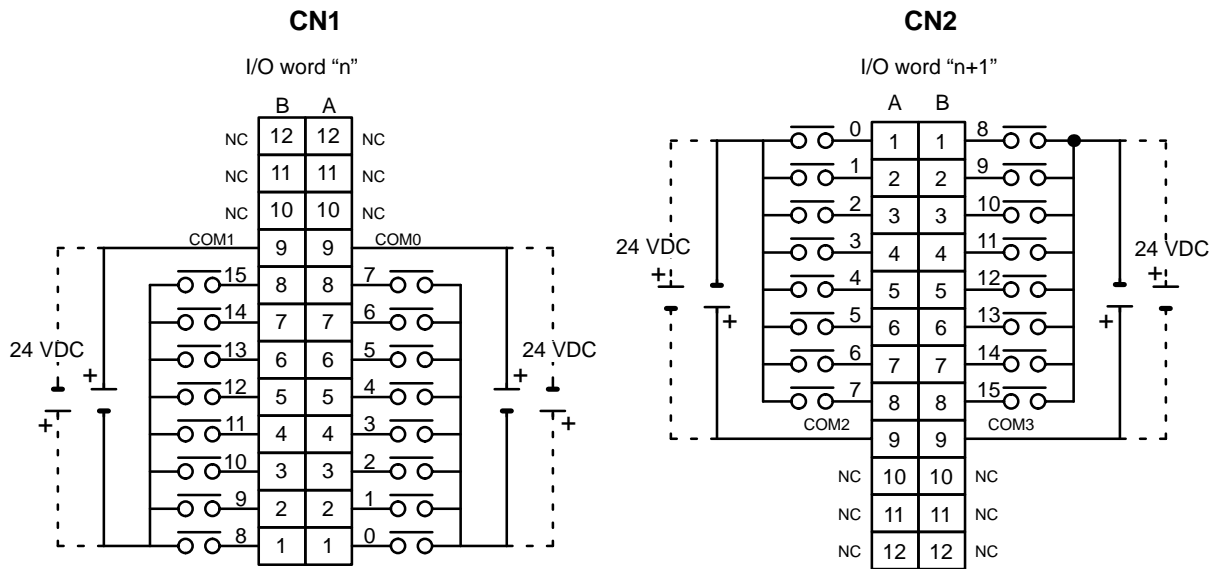 CN1
I/O word “n”
B A
NC 12 12 NC
NC 11 11 NC
NC 10 10 NC
COM1 9 9 COM0
15 8 8 7
14 7 7 6
13 6 6 5
24 VDC + + 24 VDC
12 5 5 4
+ +
11 4 4 3
10 3 3 2
9 2 2 1
8 1 1 0
CN2
I/O word “n+1”
A B
0 1 1 8
1 2 2 9
2 3 3 10
24 VDC 3 4 4 11 24 VDC
+ +
4 5 5 12
+ +
5 6 6 13
6 7 7 14
7 8 8 15
COM2 9 9 COM3
NC 10 10 NC
NC 11 11 NC
NC 12 12 NC